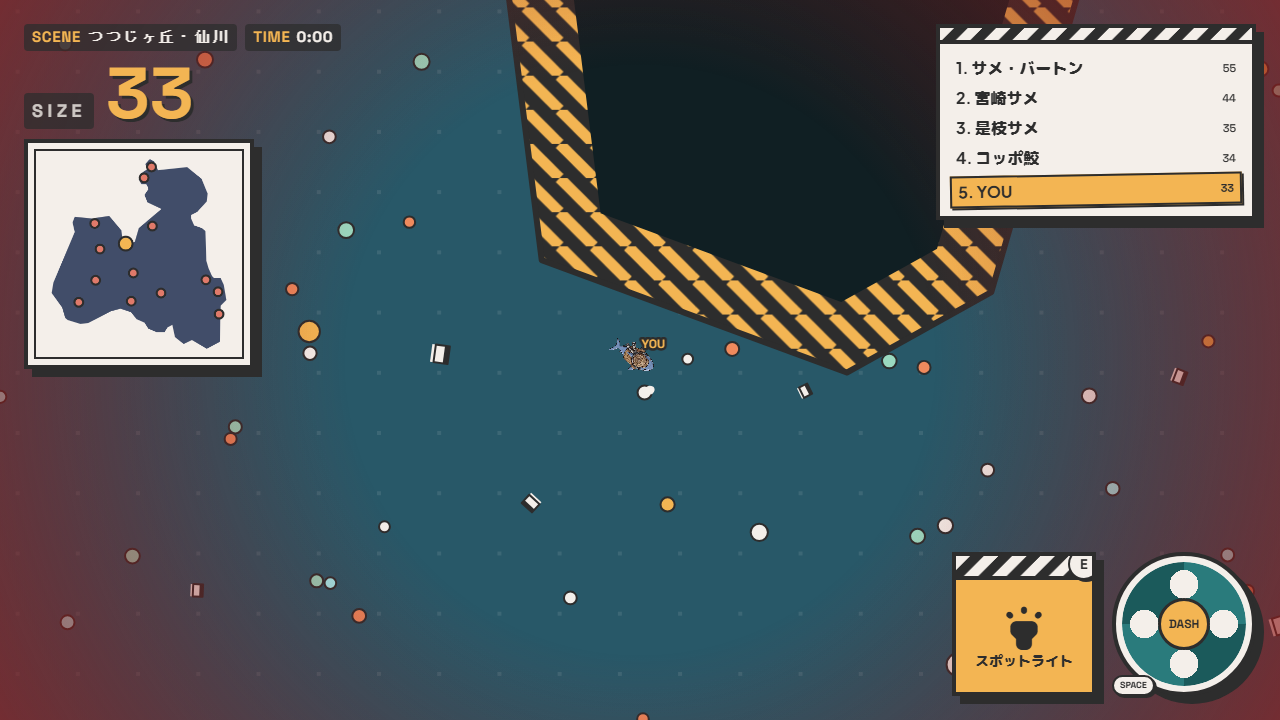 SCENE つつじヶ丘 - 仙川 TIME 0:00
SIZE 33
1. サメ・バートン 55
2. 宮崎サメ 44
3. 是枝サメ 35
4. コッポ鮫 34
5. YOU 33
YOU
E
スポットライト
DASH
SPACE